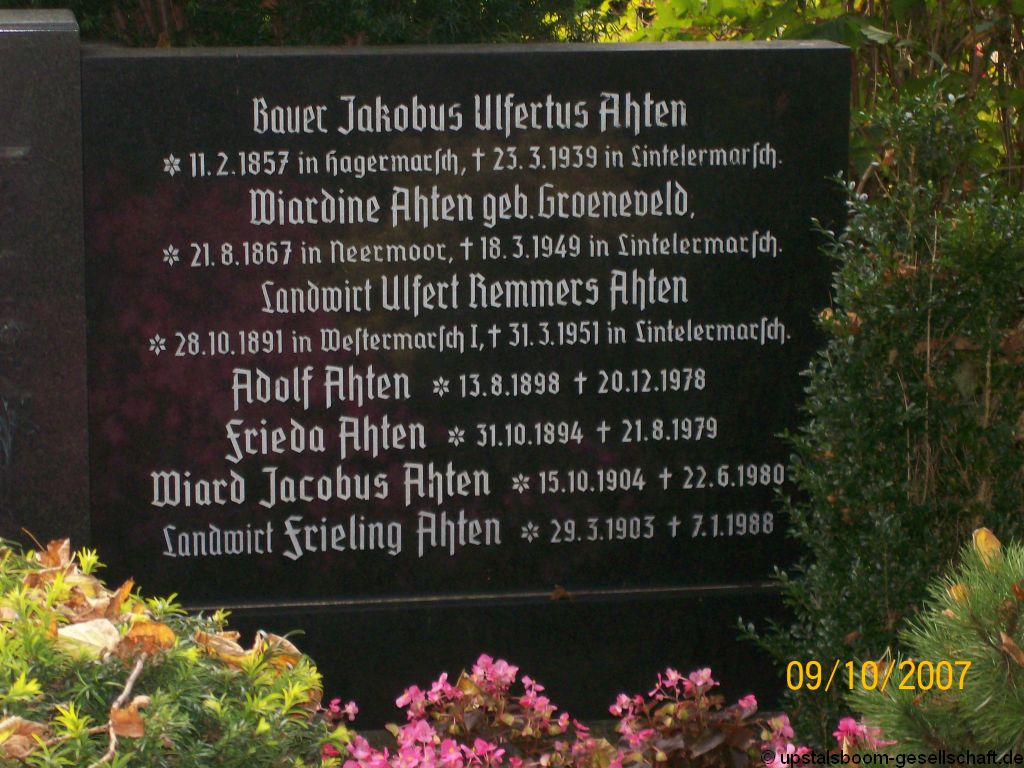 Bauer Jakobus Ulfertus Ahten
* 11.2.1857 in Hagermarſch, † 23.3.1939 in Lintelermarſch.
Wiardine Ahten geb. Groeneveld,
* 21.8.1867 in Neermoor, † 18.3.1949 in Lintelermarſch.
Landwirt Ulfert Remmers Ahten
* 28.10.1891 in Weſtermarſch I, † 31.3.1951 in Lintelermarſch.
Adolf Ahten * 13.8.1898 † 20.12.1978
Frieda Ahten * 31.10.1894 † 21.8.1979
Wiard Jacobus Ahten * 15.10.1904 † 22.6.1980
Landwirt Frieling Ahten * 29.3.1903 † 7.1.1988
09/10/2007
© upstalsboom-gesellschaft.de